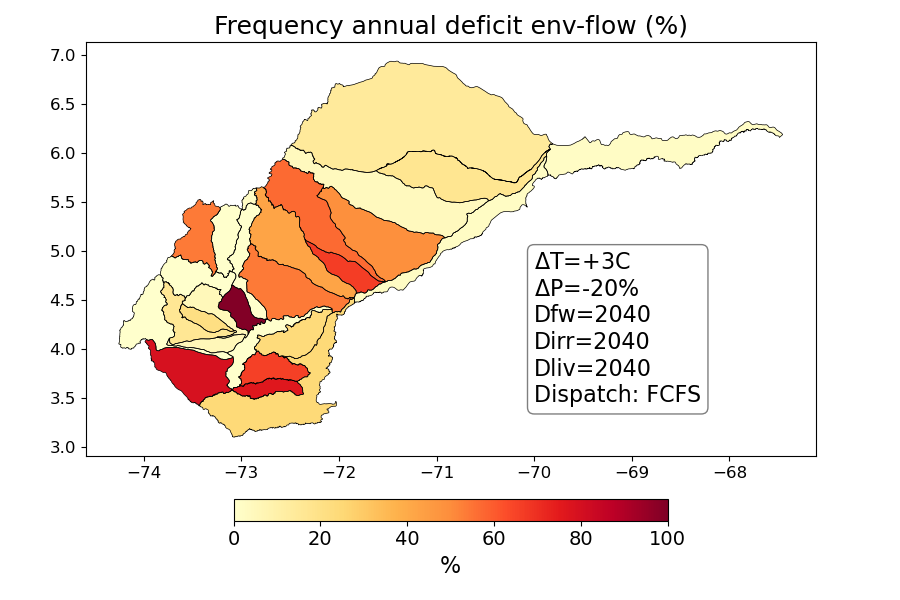 Frequency annual deficit env-flow (%)
7.0
6.5
6.0
5.5
5.0
4.5
4.0
3.5
3.0
ΔT=+3C
ΔP=-20%
Dfw=2040
Dirr=2040
Dliv=2040
Dispatch: FCFS
−74 −73 −72 −71 −70 −69 −68
0 20 40 60 80 100
%